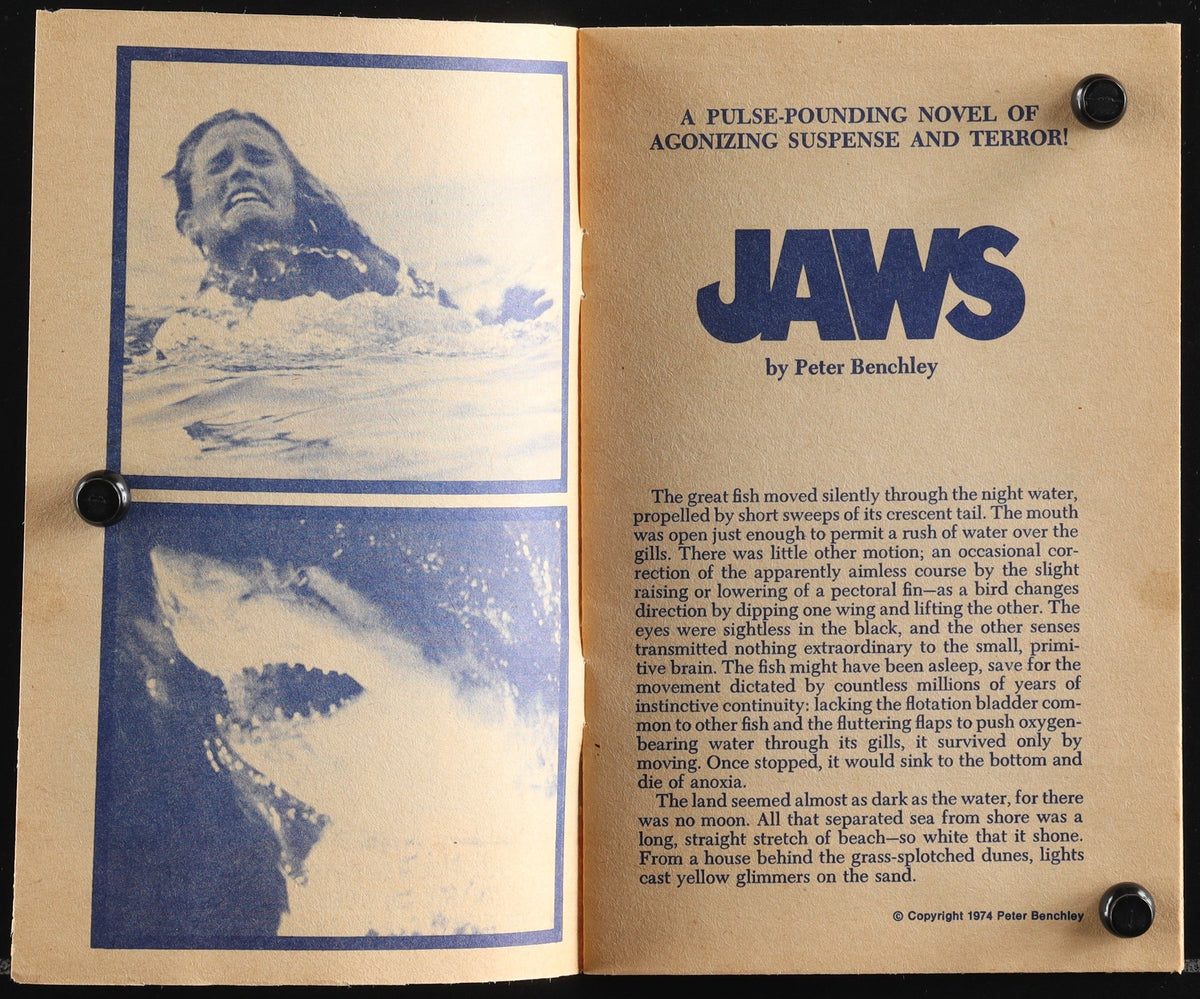 A PULSE-POUNDING NOVEL OF
AGONIZING SUSPENSE AND TERROR!
JAWS
by Peter Benchley
The great fish moved silently through the night water,
propelled by short sweeps of its crescent tail. The mouth
was open just enough to permit a rush of water over the
gills. There was little other motion; an occasional cor-
rection of the apparently aimless course by the slight
raising or lowering of a pectoral fin—as a bird changes
direction by dipping one wing and lifting the other. The
eyes were sightless in the black, and the other senses
transmitted nothing extraordinary to the small, primi-
tive brain. The fish might have been asleep, save for the
movement dictated by countless millions of years of
instinctive continuity: lacking the flotation bladder com-
mon to other fish and the fluttering flaps to push oxygen-
bearing water through its gills, it survived only by
moving. Once stopped, it would sink to the bottom and
die of anoxia.
The land seemed almost as dark as the water, for there
was no moon. All that separated sea from shore was a
long, straight stretch of beach—so white that it shone.
From a house behind the grass-splotched dunes, lights
cast yellow glimmers on the sand.
© Copyright 1974 Peter Benchley